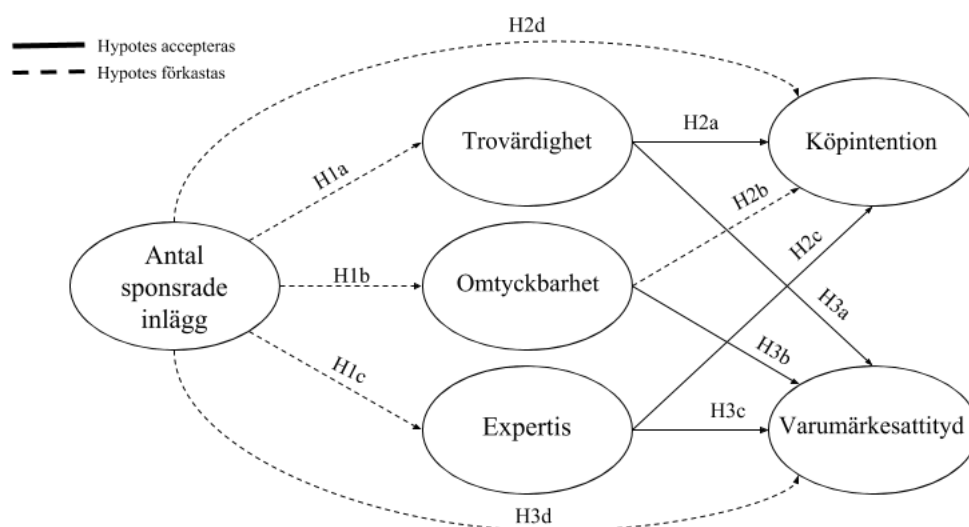 H2d
Hypotes accepteras
Hypotes förkastas
Trovärdighet
H2a
Köpintention
H1a
H2b
H2c
Antal
sponsrade
inlägg
H1b
Omtyckbarhet
H3a
H3b
H1c
Expertis
H3c
Varumärkesattityd
H3d